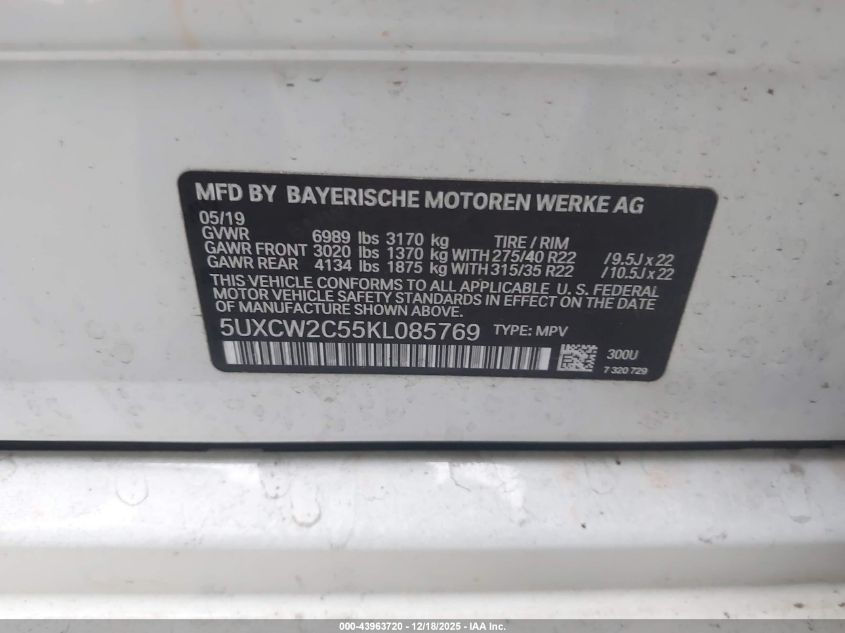 MFD BY BAYERISCHE MOTOREN WERKE AG
05/19
GVWR 6989 lbs 3170 kg TIRE / RIM
GAWR FRONT 3020 lbs 1370 kg WITH 275/40 R22 /9.5J x 22
GAWR REAR 4134 lbs 1875 kg WITH 315/35 R22 /10.5J x 22
THIS VEHICLE CONFORMS TO ALL APPLICABLE U. S. FEDERAL
MOTOR VEHICLE SAFETY STANDARDS IN EFFECT ON THE DATE
OF MANUFACTURE SHOWN ABOVE.
5UXCW2C55KL085769 TYPE: MPV
300U
7 320 729
000-43963720 - 12/18/2025 - IAA Inc.